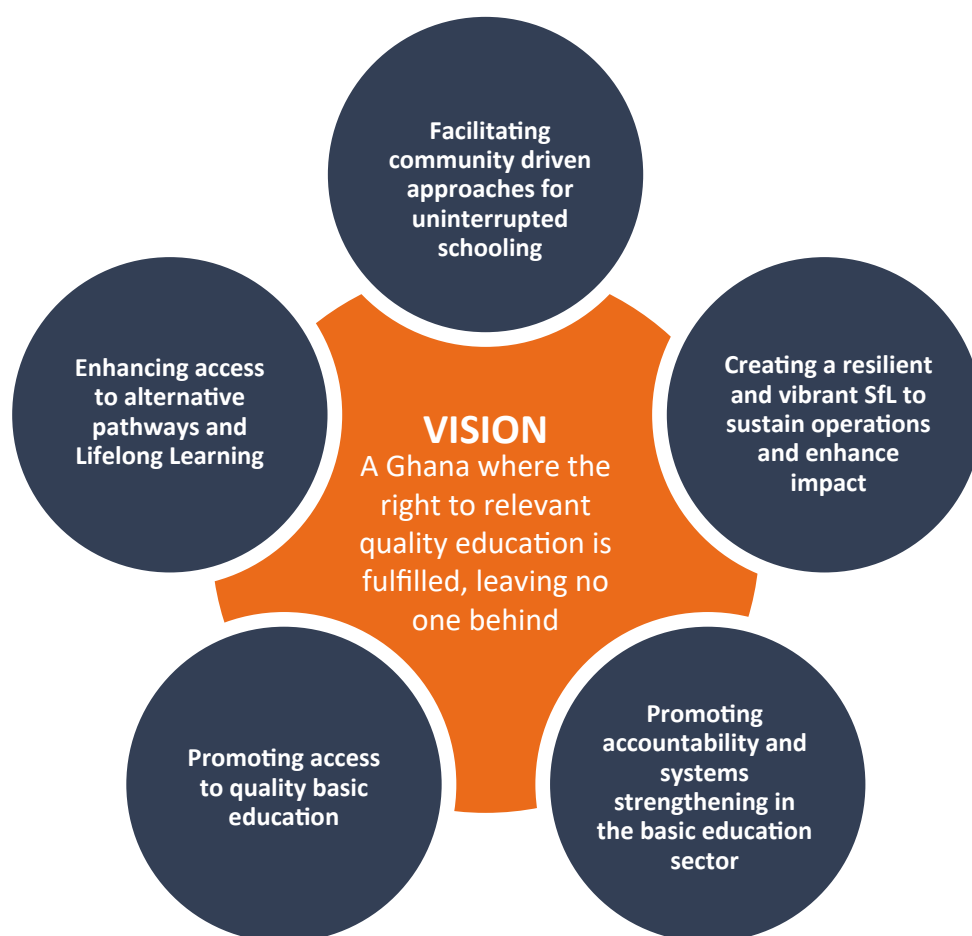 Facilitating
community driven
approaches for
uninterrupted
schooling
Enhancing access
to alternative
pathways and
Lifelong Learning
Creating a resilient
and vibrant SfL to
sustain operations
and enhance
impact
VISION
A Ghana where the
right to relevant
quality education is
fulfilled, leaving no
one behind
Promoting access
to quality basic
education
Promoting
accountability and
systems
strengthening in
the basic education
sector